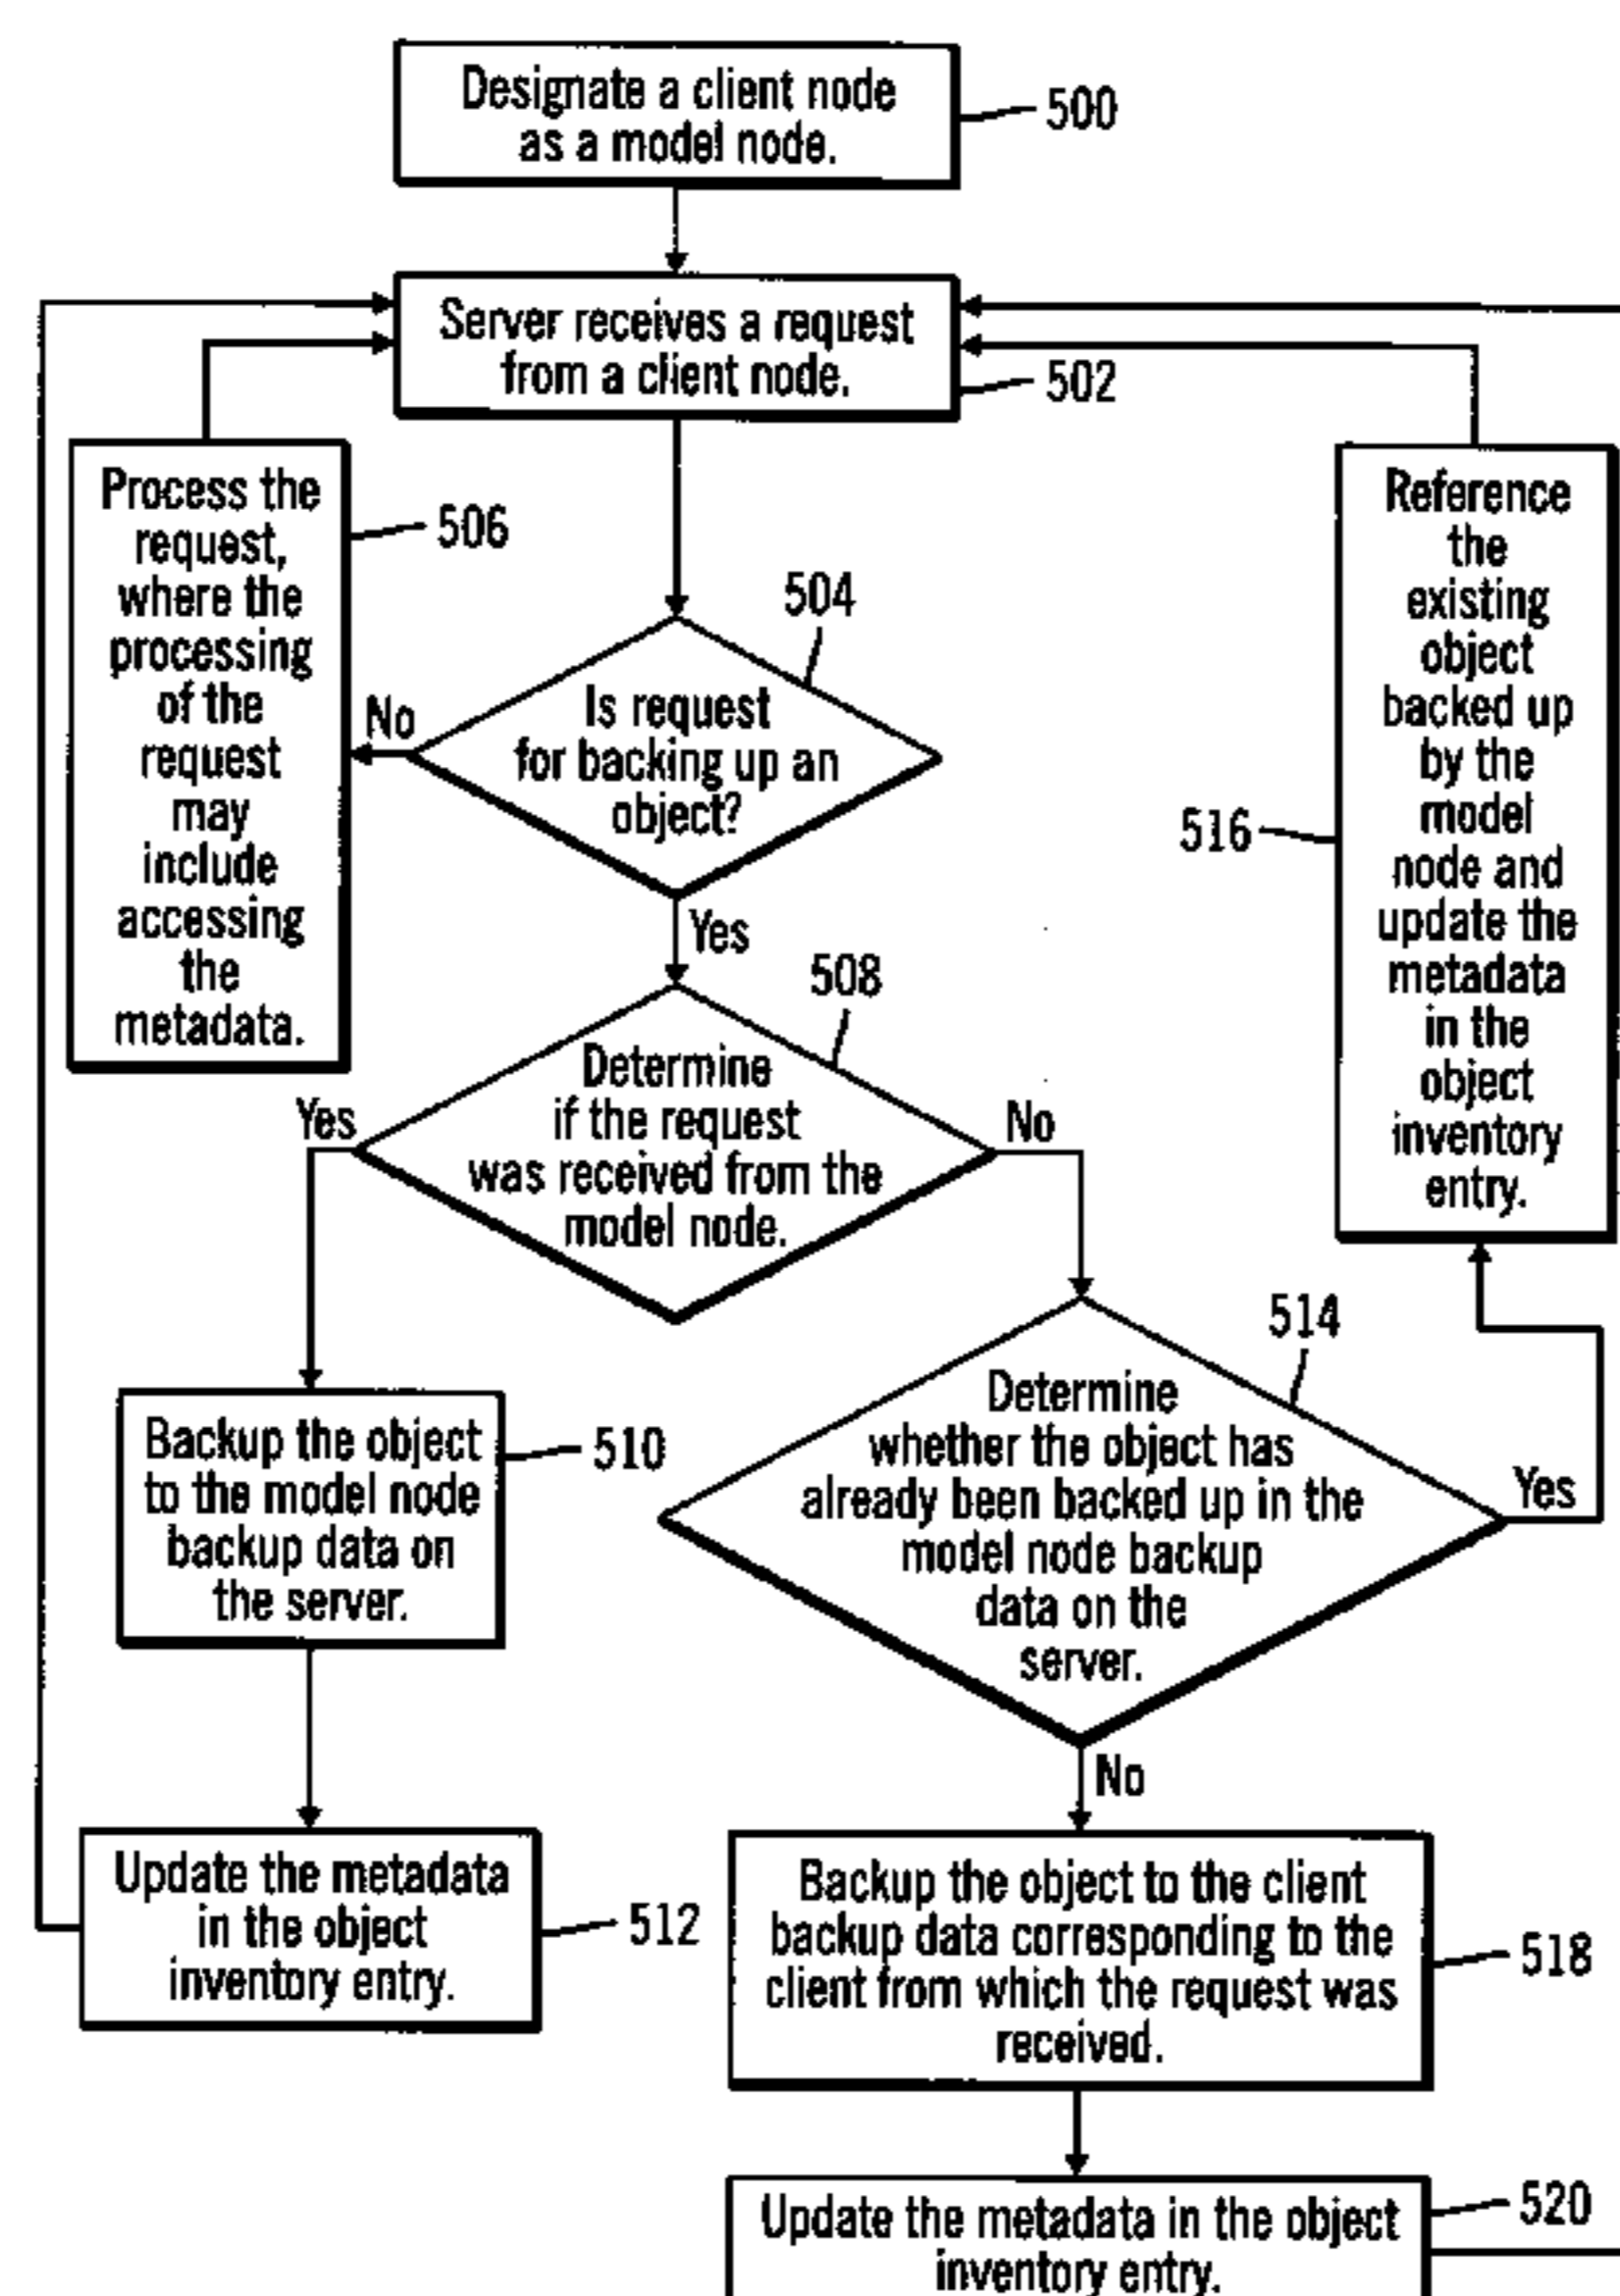 Designate a client node
as a model node.
500
Server receives a request
from a client node.
502
Process the
request,
where the
processing
of the
request
may
include
accessing
the
metadata.
506
504
Is request
for backing up an
object?
No
Yes
Reference
the
existing
object
backed up
by the
model
node and
update the
metadata
in the
object
inventory
entry.
516
508
Determine
if the request
was received from the
model node.
Yes
No
Backup the object
to the model node
backup data on
the server.
510
514
Determine
whether the object has
already been backed up in the
model node backup
data on the
server.
Yes
No
Update the metadata
in the object
inventory entry.
512
Backup the object to the client
backup data corresponding to the
client from which the request was
received.
518
Update the metadata in the object
inventory entry.
520